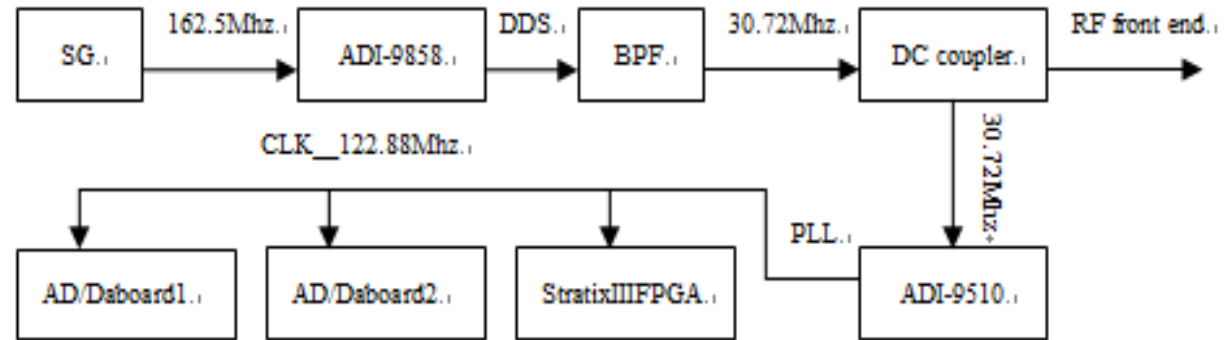 162.5Mhz.
DDS.
30.72Mhz.
RF front end.
SG.
ADI-9858.
BPF.
DC coupler.
CLK__122.88Mhz.
30.72Mhz
PLL.
AD/Daboard1.
AD/Daboard2.
StratixIIIFPGA.
ADI-9510.